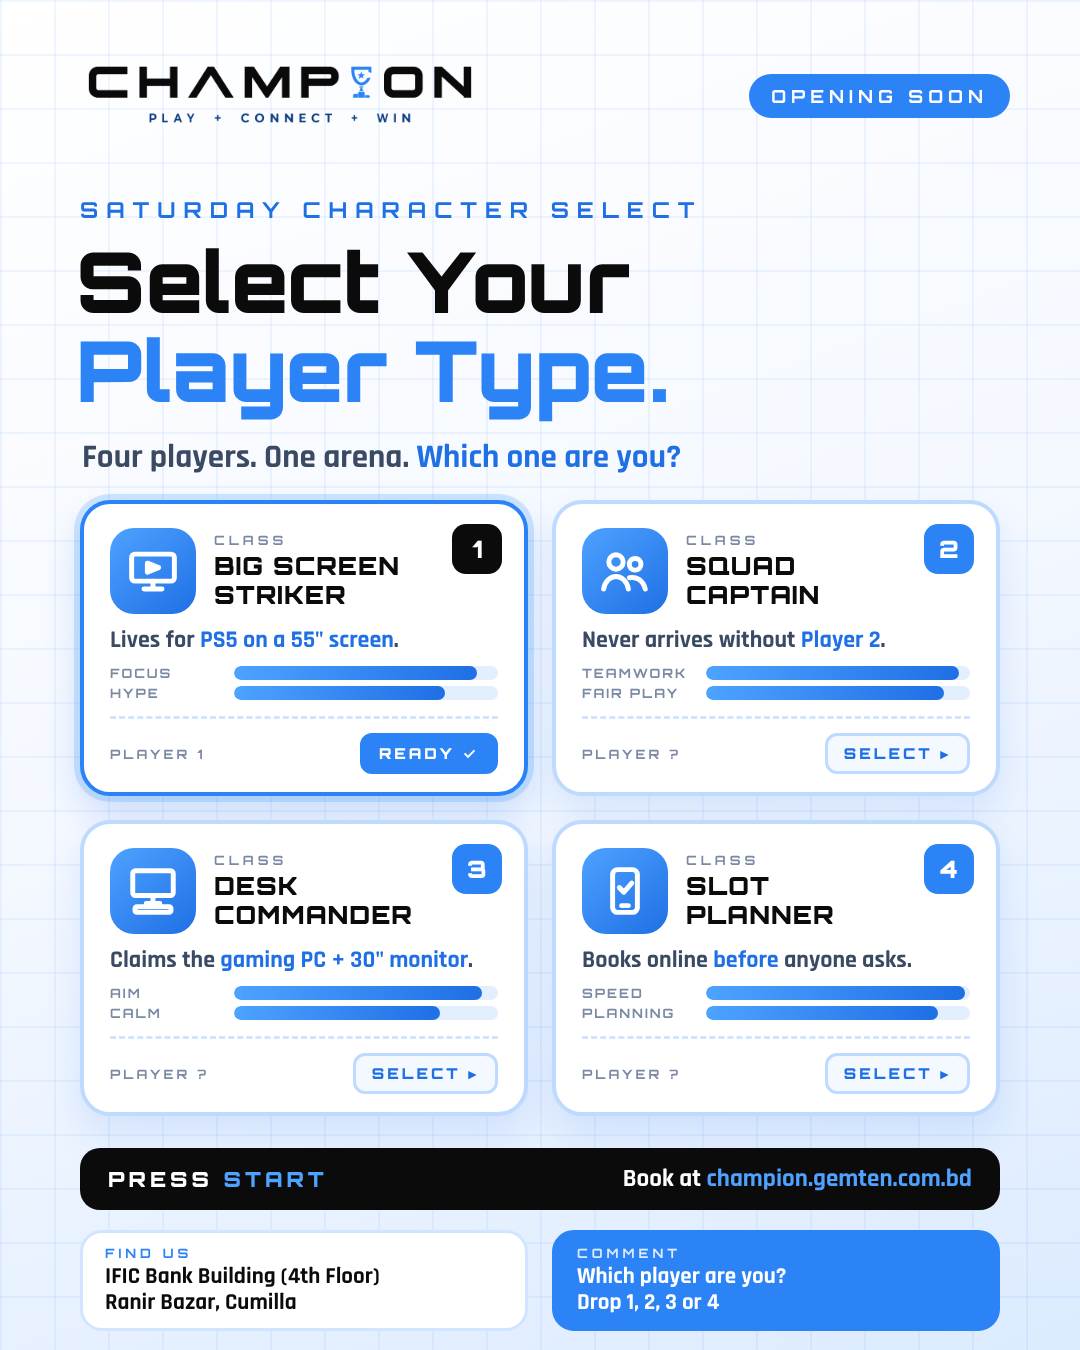 CHAMPION
PLAY + CONNECT + WIN
OPENING SOON
SATURDAY CHARACTER SELECT
Select Your
Player Type.
Four players. One arena. Which one are you?
CLASS
BIG SCREEN
STRIKER
1
Lives for PS5 on a 55" screen.
FOCUS
HYPE
PLAYER 1
READY ✓
CLASS
SQUAD
CAPTAIN
2
Never arrives without Player 2.
TEAMWORK
FAIR PLAY
PLAYER ?
SELECT ▸
CLASS
DESK
COMMANDER
3
Claims the gaming PC + 30" monitor.
AIM
CALM
PLAYER ?
SELECT ▸
CLASS
SLOT
PLANNER
4
Books online before anyone asks.
SPEED
PLANNING
PLAYER ?
SELECT ▸
PRESS START
Book at champion.gemten.com.bd
FIND US
IFIC Bank Building (4th Floor)
Ranir Bazar, Cumilla
COMMENT
Which player are you?
Drop 1, 2, 3 or 4